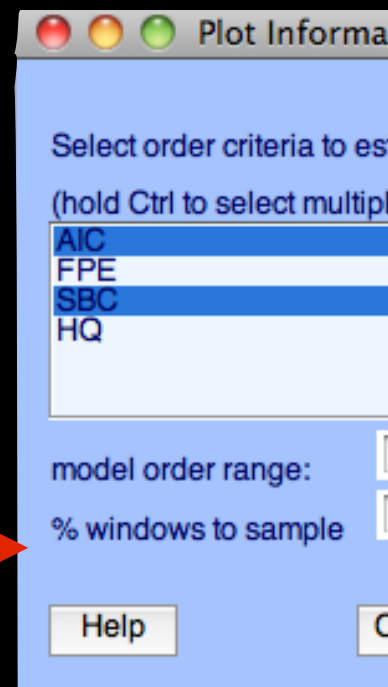 Plot Informa
Select order criteria to es
(hold Ctrl to select multipl
AIC
FPE
SBC
HQ
model order range:
% windows to sample
Help